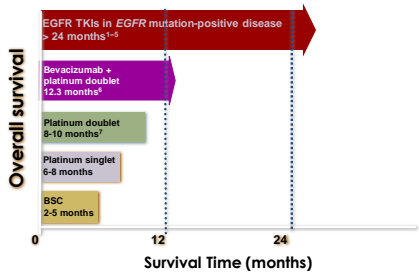 EGFR TKIs in EGFR mutation-positive disease
> 24 months¹⁻⁵
Bevacizumab +
platinum doublet
12.3 months⁶
Platinum doublet
8-10 months⁷
Platinum singlet
6-8 months
BSC
2-5 months
Overall survival
0 12 24
Survival Time (months)